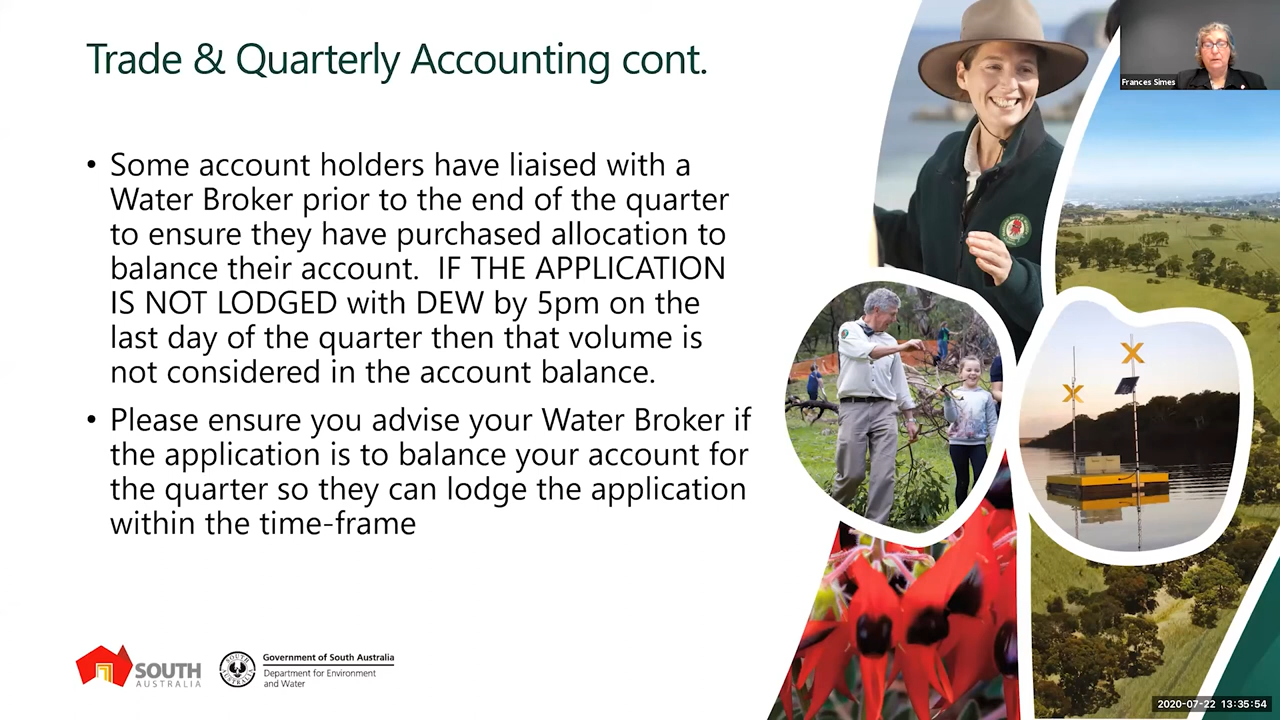 Trade & Quarterly Accounting cont.
Frances Simes
• Some account holders have liaised with a
Water Broker prior to the end of the quarter
to ensure they have purchased allocation to
balance their account.  IF THE APPLICATION
IS NOT LODGED with DEW by 5pm on the
last day of the quarter then that volume is
not considered in the account balance.
• Please ensure you advise your Water Broker if
the application is to balance your account for
the quarter so they can lodge the application
within the time-frame
SOUTH
AUSTRALIA
Government of South Australia
Department for Environment
and Water
2020-07-22 13:35:54